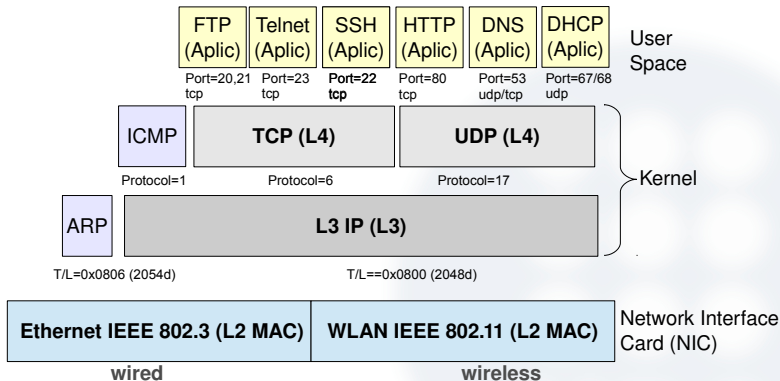 FTP
(Aplic)
Telnet
(Aplic)
SSH
(Aplic)
HTTP
(Aplic)
DNS
(Aplic)
DHCP
(Aplic)
User
Space
Port=20,21
tcp
Port=23
tcp
Port=22
tcp
Port=80
tcp
Port=53
udp/tcp
Port=67/68
udp
ICMP
TCP (L4)
UDP (L4)
Protocol=1
Protocol=6
Protocol=17
Kernel
ARP
L3 IP (L3)
T/L=0x0806 (2054d)
T/L==0x0800 (2048d)
Ethernet IEEE 802.3 (L2 MAC)
WLAN IEEE 802.11 (L2 MAC)
Network Interface
Card (NIC)
wired
wireless